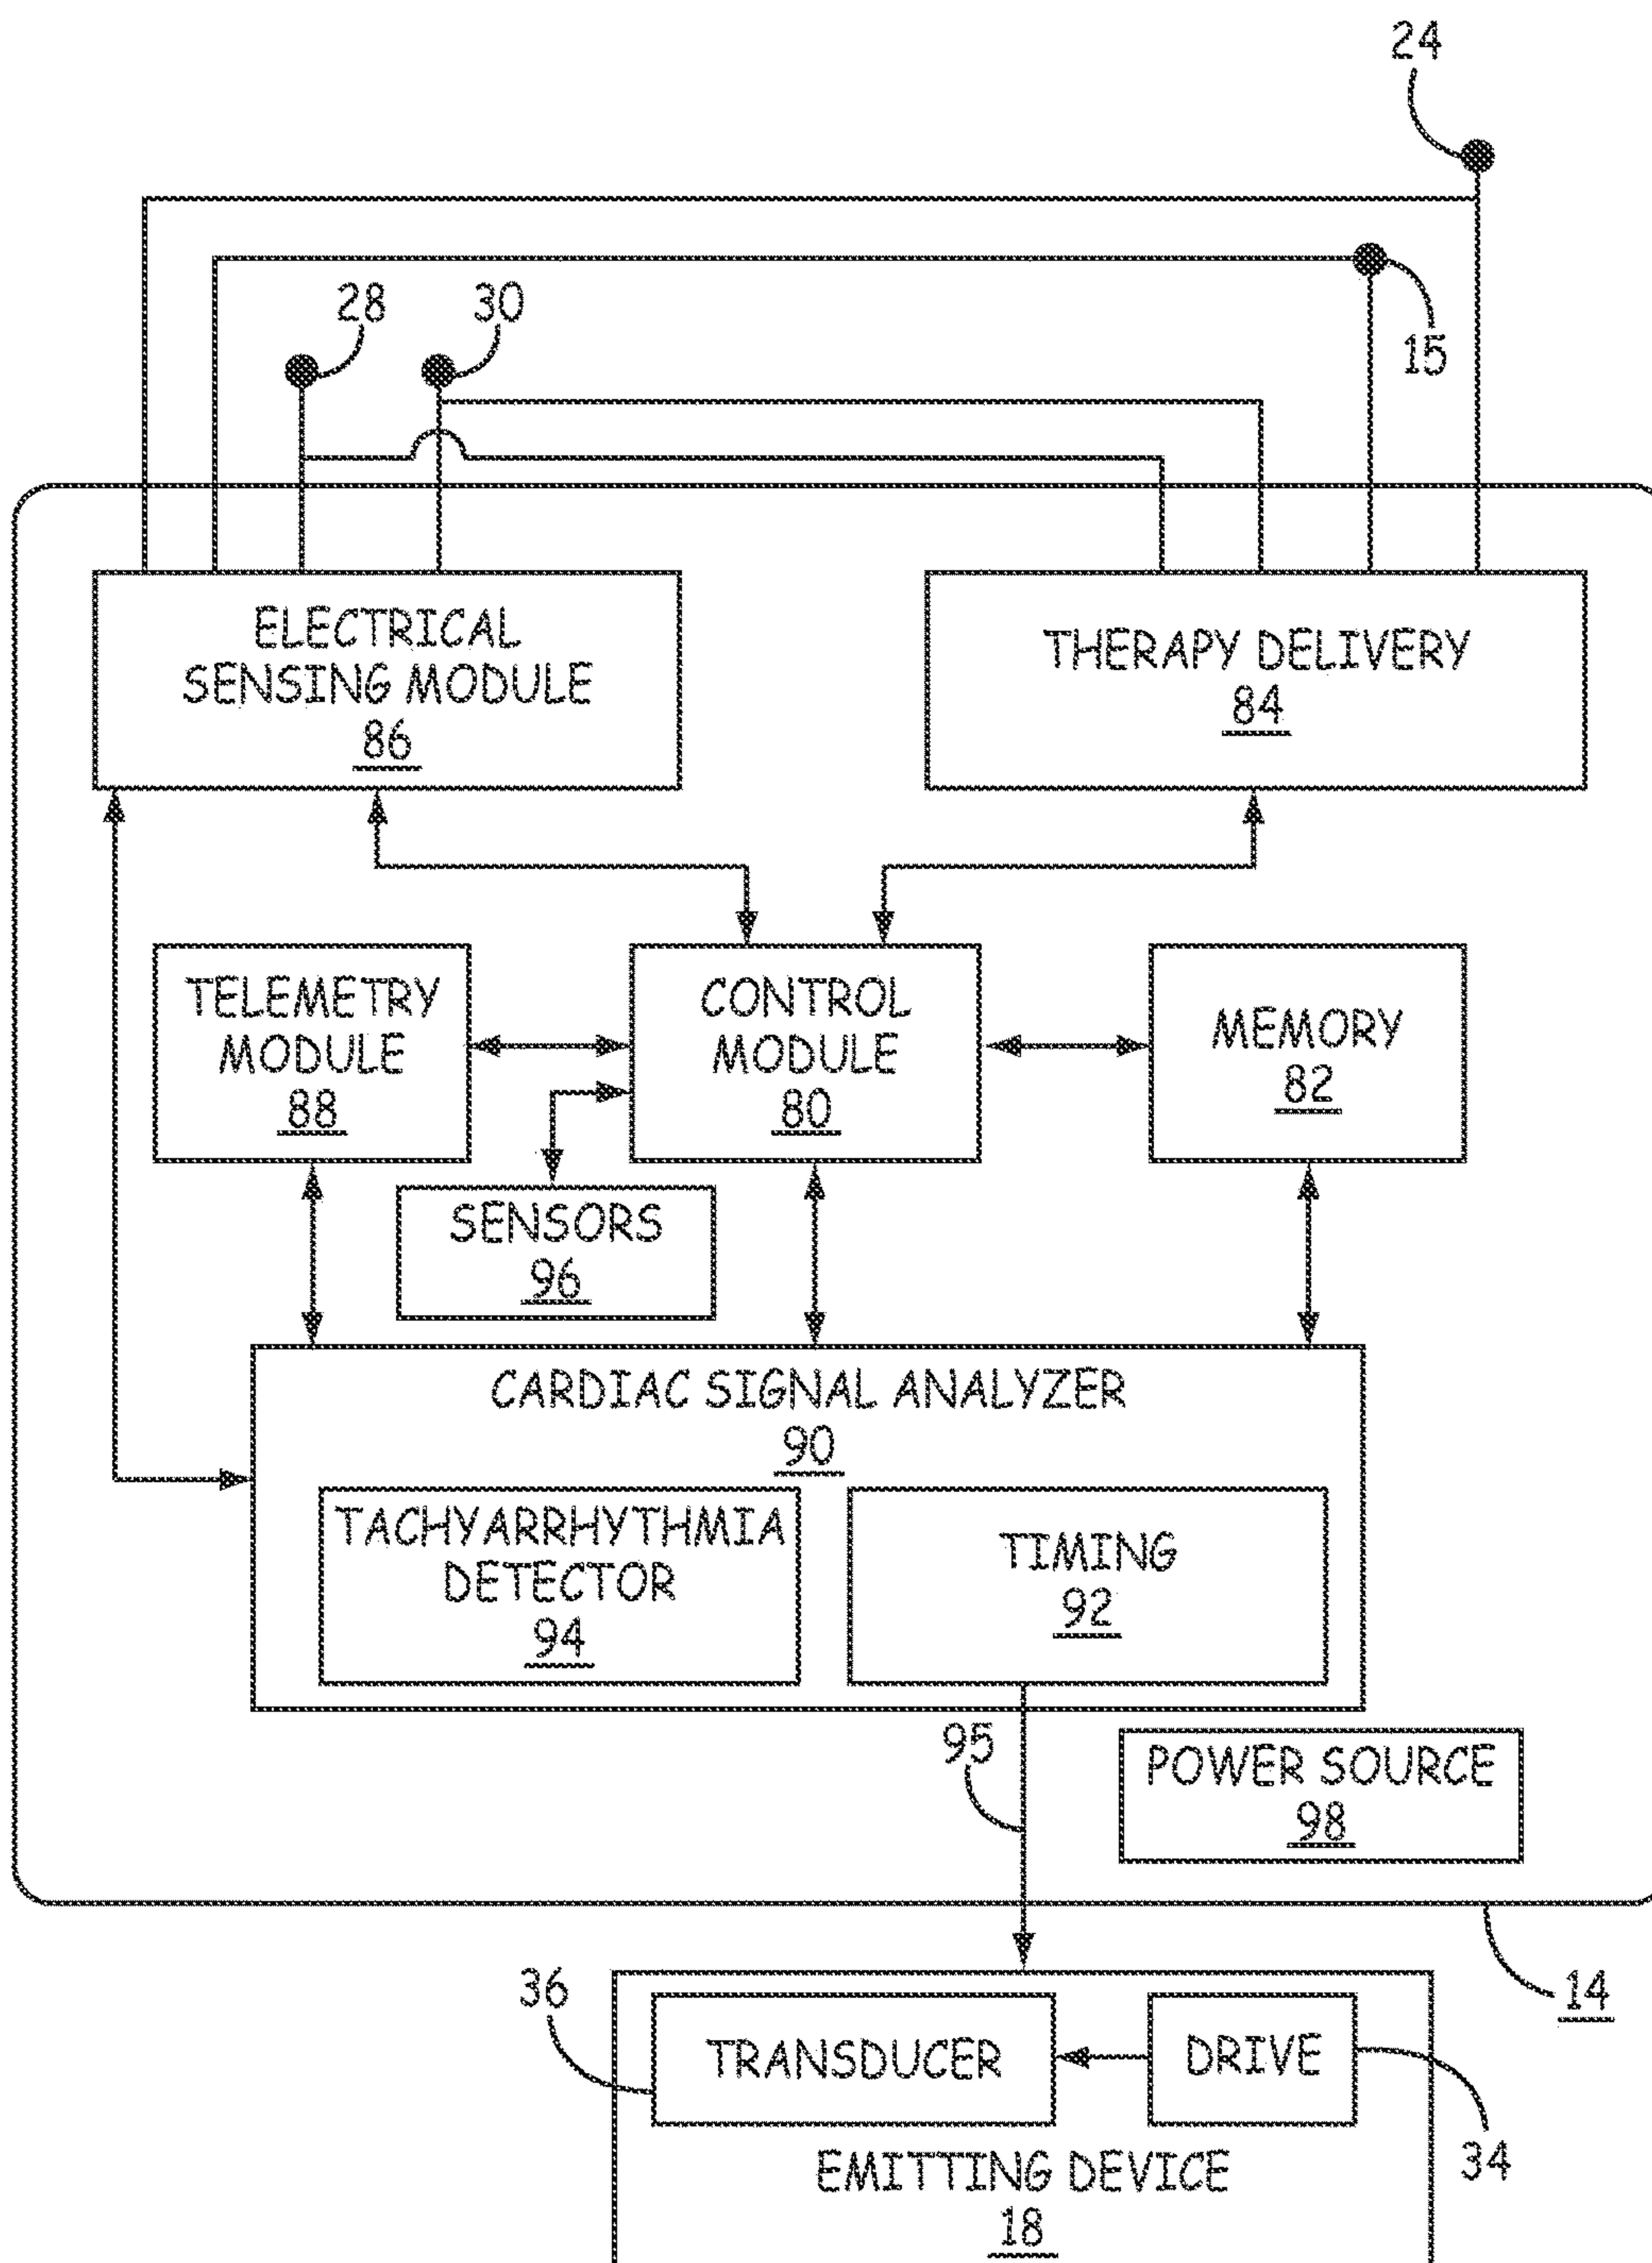 24
28
30
15
ELECTRICAL
SENSING MODULE
86
THERAPY DELIVERY
84
TELEMETRY
MODULE
88
CONTROL
MODULE
80
MEMORY
82
SENSORS
96
CARDIAC SIGNAL ANALYZER
90
TACHYARRHYTHMIA
DETECTOR
94
TIMING
92
95
POWER SOURCE
98
14
36
TRANSDUCER
DRIVE
34
EMITTING DEVICE
18